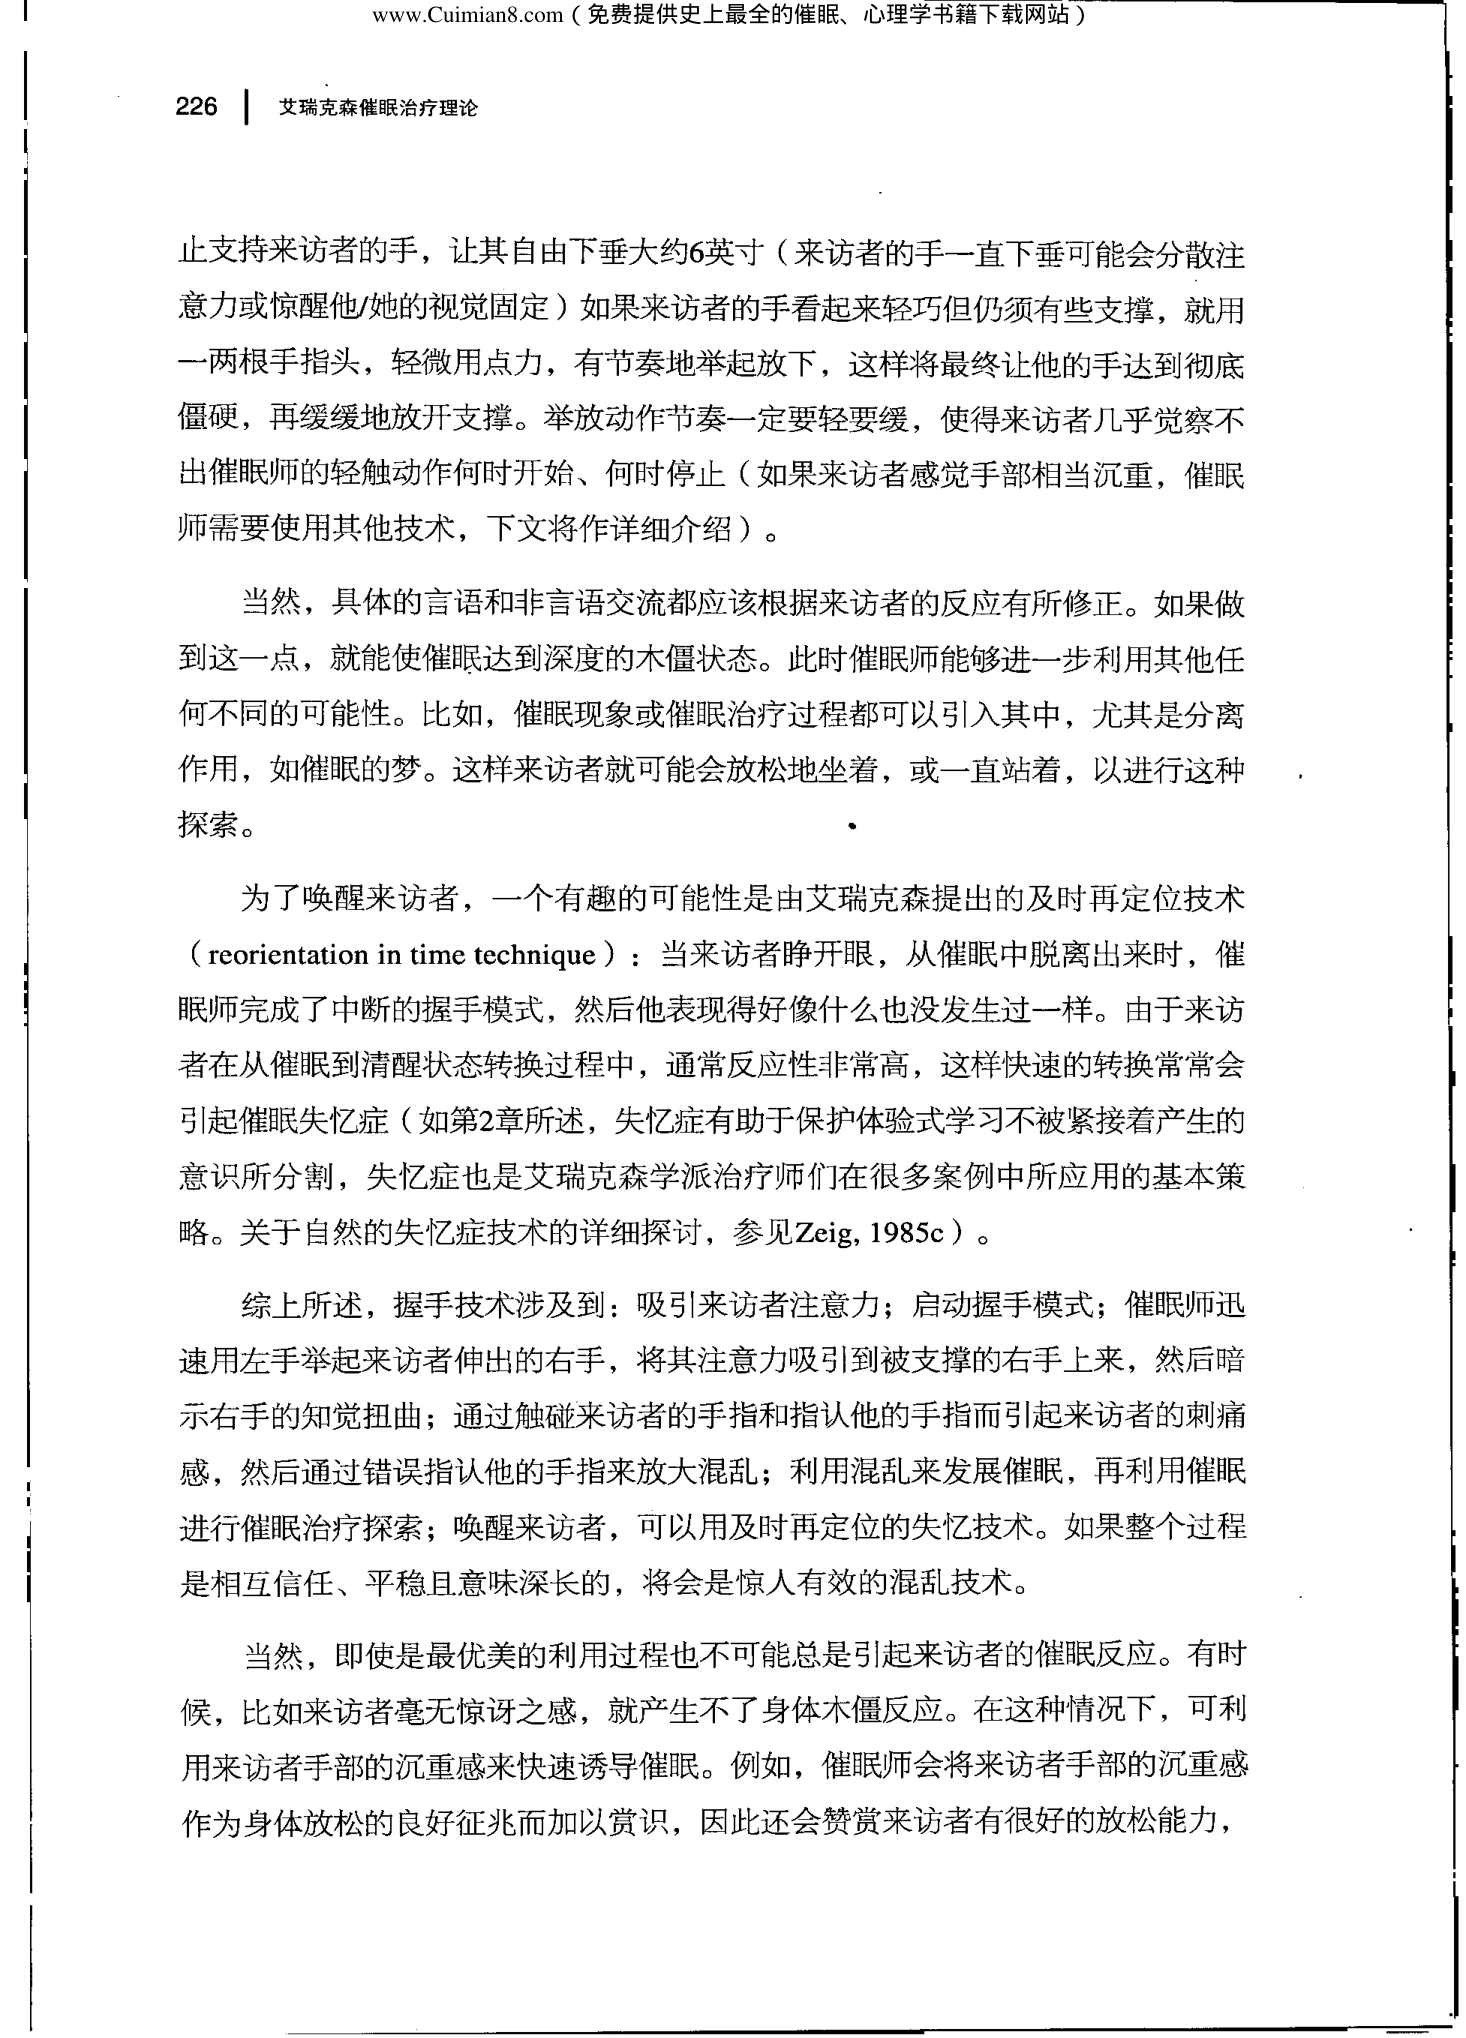 www.Cuimian8.com（免费提供史上最全的催眠、心理学书籍下载网站）
226 艾瑞克森催眠治疗理论
止支持来访者的手，让其自由下垂大约6英寸（来访者的手一直下垂可能会分散注
意力或惊醒他/她的视觉固定）如果来访者的手看起来轻巧但仍须有些支撑，就用
一两根手指头，轻微用点力，有节奏地举起放下，这样将最终让他的手达到彻底
僵硬，再缓缓地放开支撑。举放动作节奏一定要轻要缓，使得来访者几乎觉察不
出催眠师的轻触动作何时开始、何时停止（如果来访者感觉手部相当沉重，催眠
师需要使用其他技术，下文将作详细介绍）。
当然，具体的言语和非言语交流都应该根据来访者的反应有所修正。如果做
到这一点，就能使催眠达到深度的木僵状态。此时催眠师能够进一步利用其他任
何不同的可能性。比如，催眠现象或催眠治疗过程都可以引入其中，尤其是分离
作用，如催眠的梦。这样来访者就可能会放松地坐着，或一直站着，以进行这种
探索。
为了唤醒来访者，一个有趣的可能性是由艾瑞克森提出的及时再定位技术
（reorientation in time technique）：当来访者睁开眼，从催眠中脱离出来时，催
眠师完成了中断的握手模式，然后他表现得好像什么也没发生过一样。由于来访
者在从催眠到清醒状态转换过程中，通常反应性非常高，这样快速的转换常常会
引起催眠失忆症（如第2章所述，失忆症有助于保护体验式学习不被紧接着产生的
意识所分割，失忆症也是艾瑞克森学派治疗师们在很多案例中所应用的基本策
略。关于自然的失忆症技术的详细探讨，参见Zeig, 1985c）。
综上所述，握手技术涉及到：吸引来访者注意力；启动握手模式；催眠师迅
速用左手举起来访者伸出的右手，将其注意力吸引到被支撑的右手上来，然后暗
示右手的知觉扭曲；通过触碰来访者的手指和指认他的手指而引起来访者的刺痛
感，然后通过错误指认他的手指来放大混乱；利用混乱来发展催眠，再利用催眠
进行催眠治疗探索；唤醒来访者，可以用及时再定位的失忆技术。如果整个过程
是相互信任、平稳且意味深长的，将会是惊人有效的混乱技术。
当然，即使是最优美的利用过程也不可能总是引起来访者的催眠反应。有时
候，比如来访者毫无惊讶之感，就产生不了身体木僵反应。在这种情况下，可利
用来访者手部的沉重感来快速诱导催眠。例如，催眠师会将来访者手部的沉重感
作为身体放松的良好征兆而加以赏识，因此还会赞赏来访者有很好的放松能力，